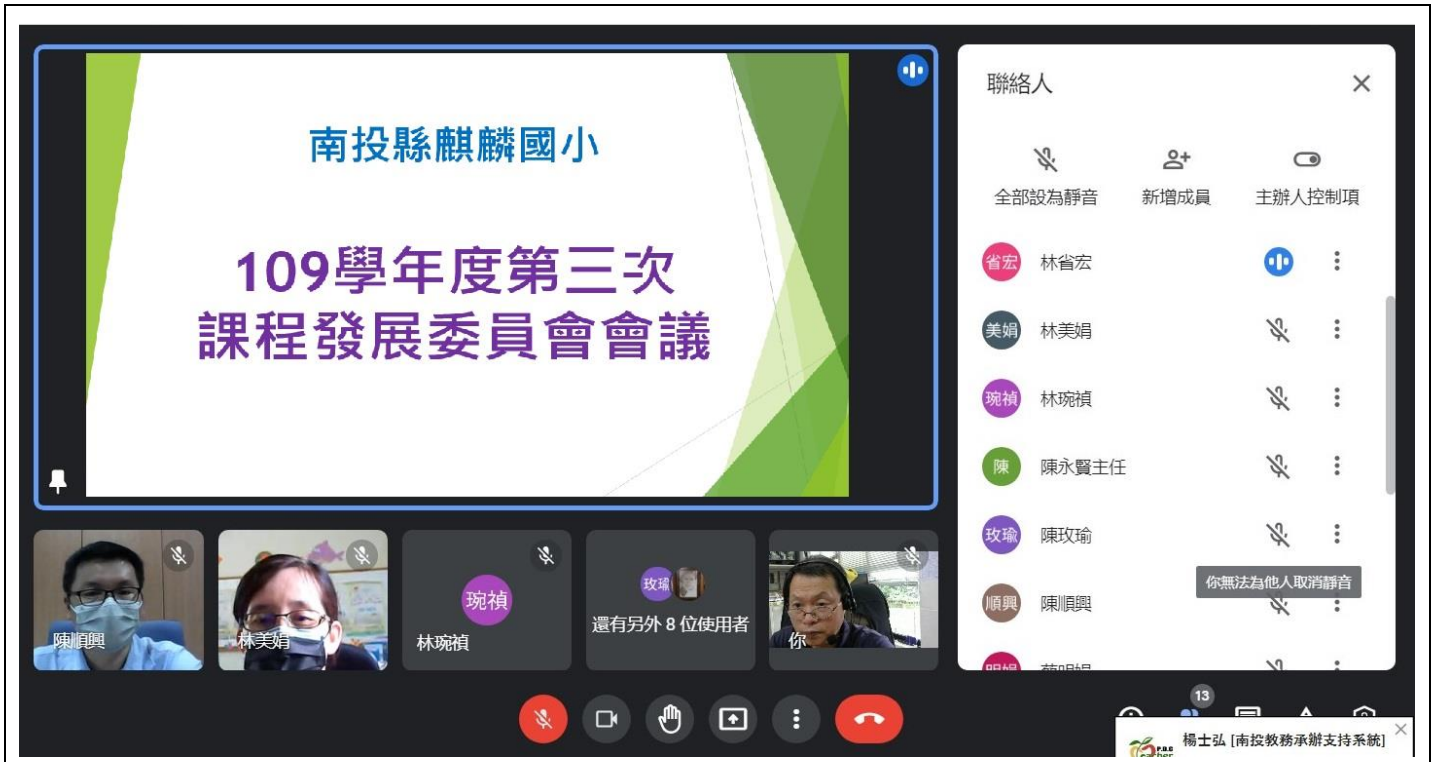 南投縣麒麟國小
109學年度第三次
課程發展委員會會議
陳順興
林美娟
琬禎
林琬禎
玫瑜
還有另外 8 位使用者
你
聯絡人
全部設為靜音
新增成員
主辦人控制項
省宏
林省宏
美娟
林美娟
琬禎
林琬禎
陳
陳永賢主任
玫瑜
陳玫瑜
你無法為他人取消靜音
順興
陳順興
13
楊士弘 [南投教務承辦支持系統]